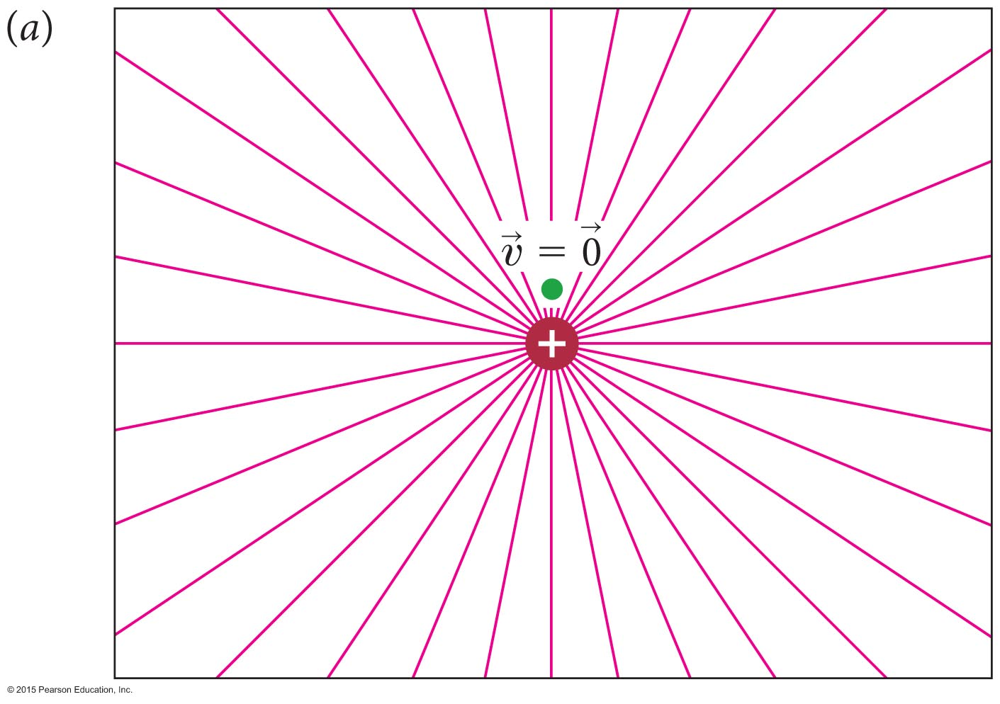 (a)
v⃗ = 0⃗
+
© 2015 Pearson Education, Inc.